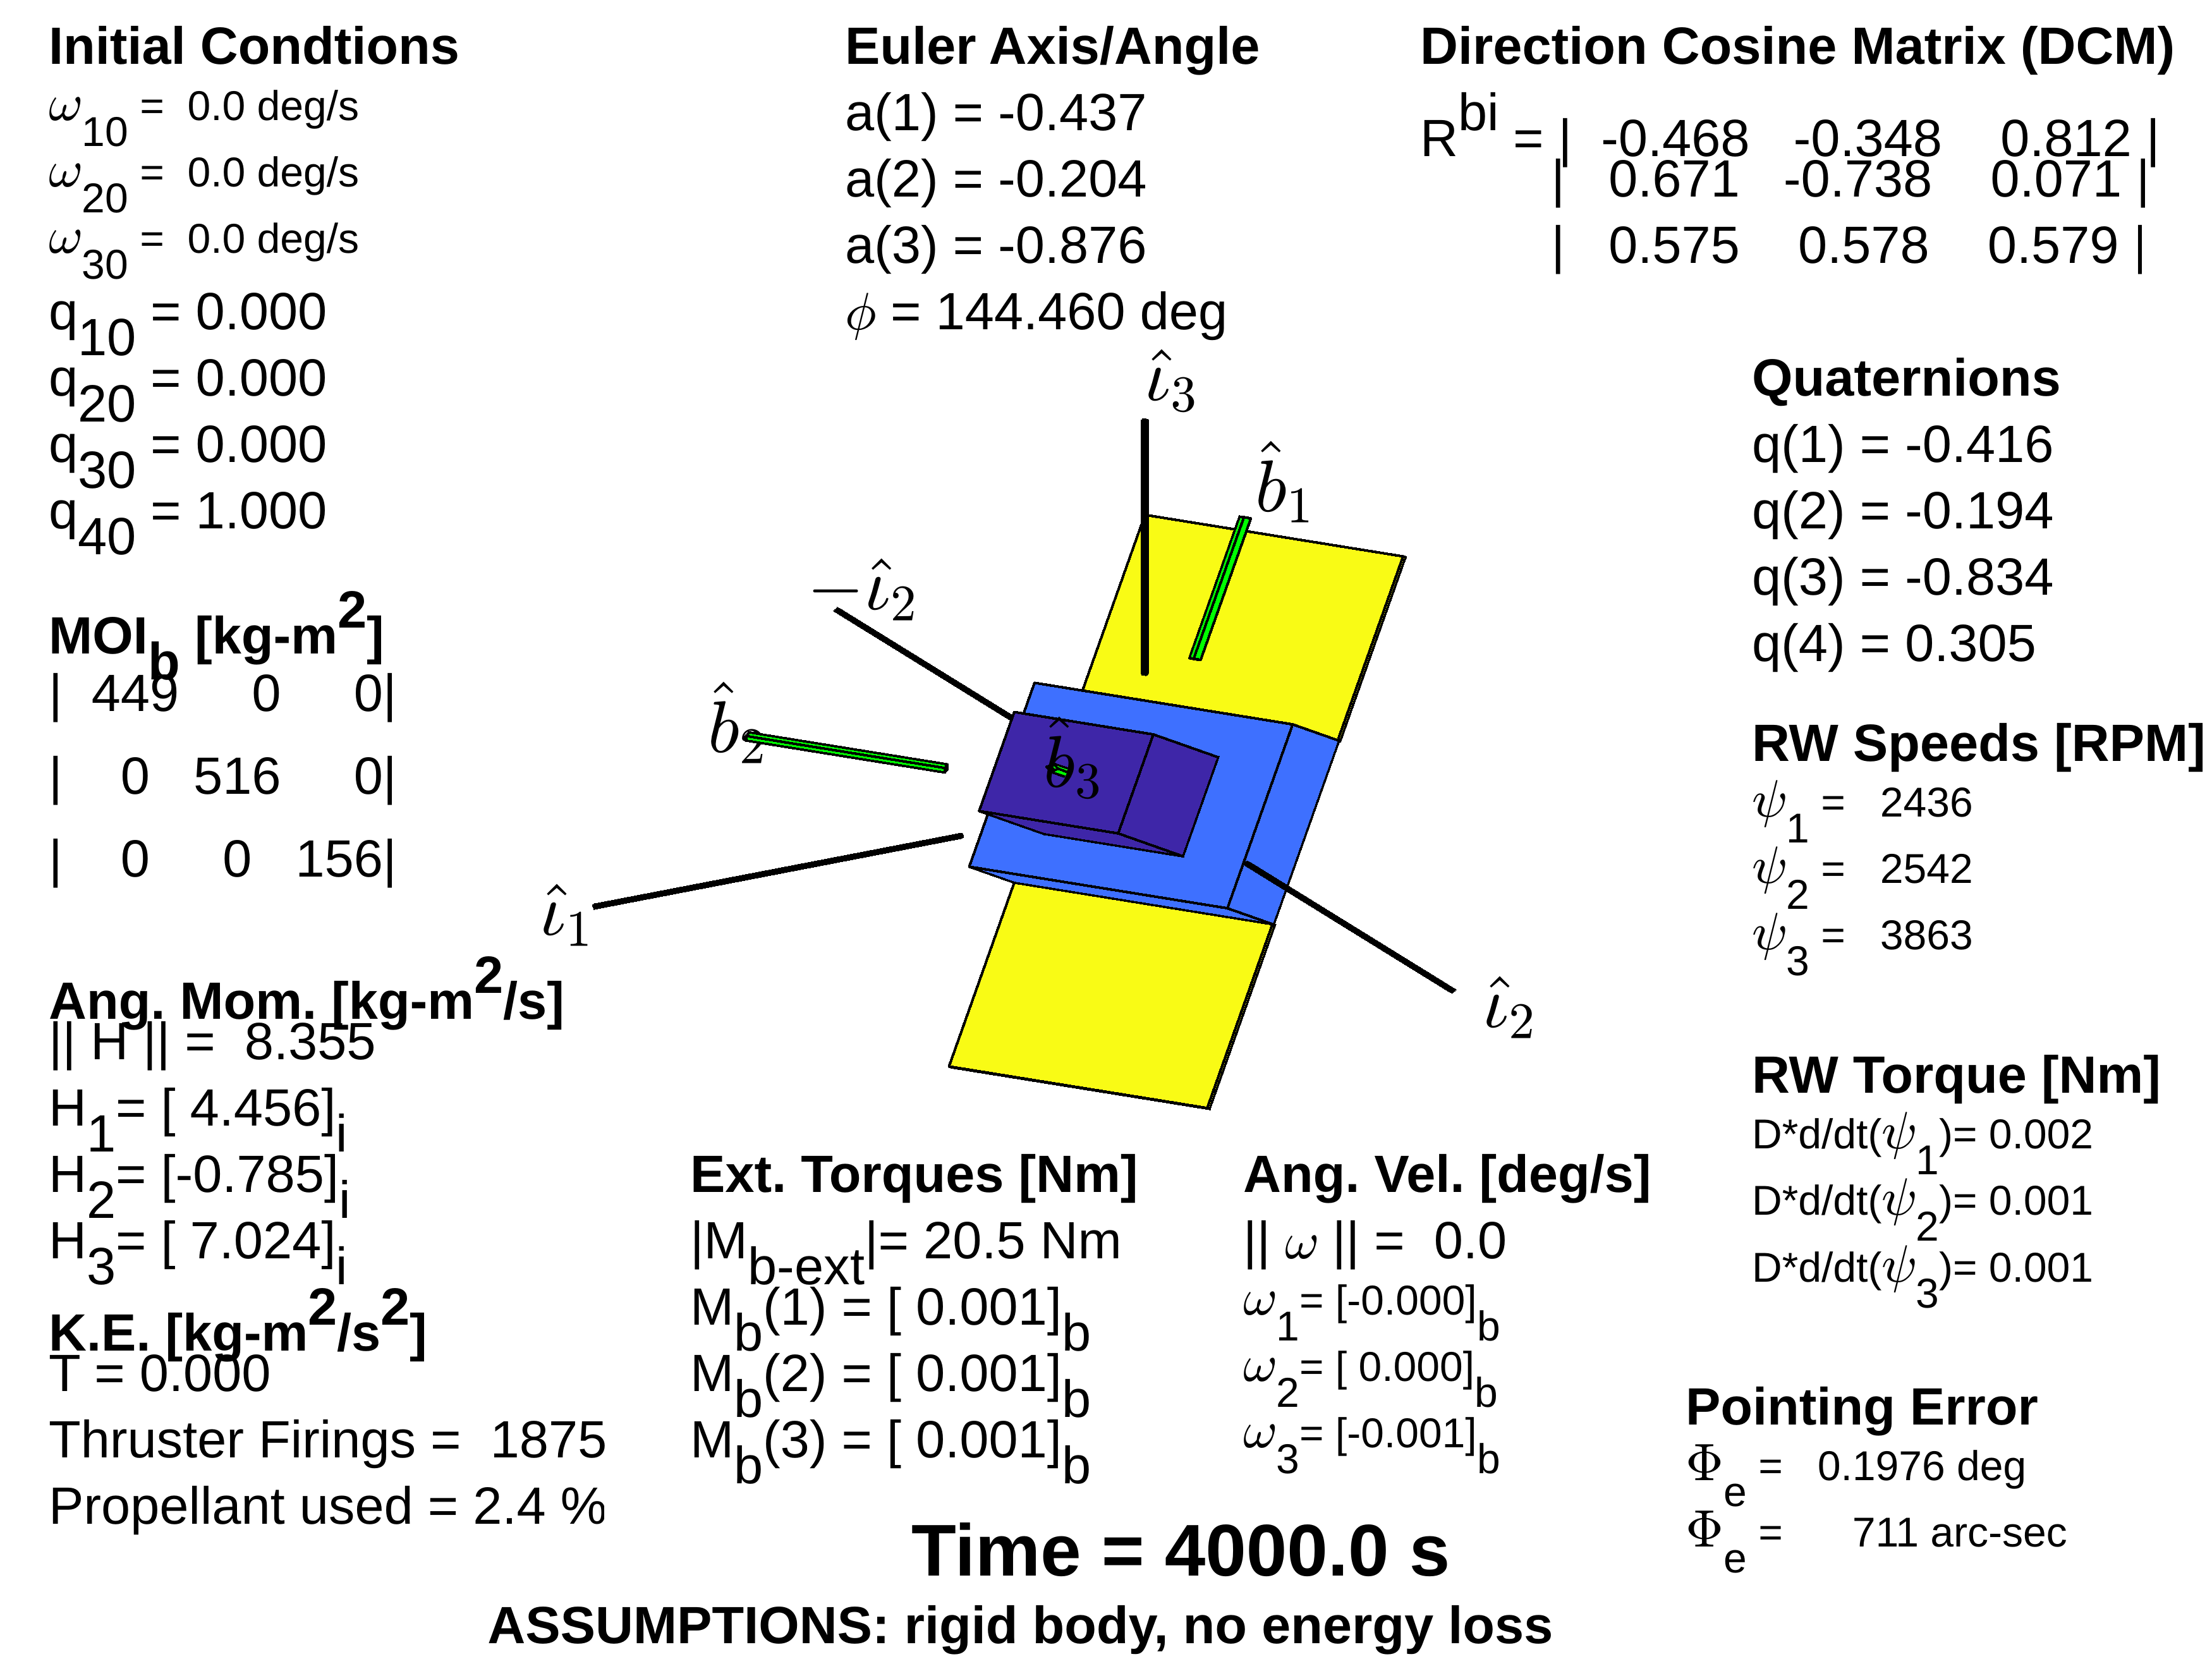 Initial Condtions
ω10 = 0.0 deg/s
ω20 = 0.0 deg/s
ω30 = 0.0 deg/s
q10 = 0.000
q20 = 0.000
q30 = 0.000
q40 = 1.000
MOIb [kg-m2]
| 449 0 0|
| 0 516 0|
| 0 0 156|
Ang. Mom. [kg-m2/s]
|| H || = 8.355
H1= [ 4.456]i
H2= [-0.785]i
H3= [ 7.024]i
K.E. [kg-m2/s2]
T = 0.000
Thruster Firings = 1875
Propellant used = 2.4 %
Euler Axis/Angle
a(1) = -0.437
a(2) = -0.204
a(3) = -0.876
ϕ = 144.460 deg
Direction Cosine Matrix (DCM)
Rbi = | -0.468 -0.348 0.812 |
| 0.671 -0.738 0.071 |
| 0.575 0.578 0.579 |
î3
b̂1
-î2
b̂2
b̂3
î1
î2
Quaternions
q(1) = -0.416
q(2) = -0.194
q(3) = -0.834
q(4) = 0.305
RW Speeds [RPM]
ψ1 = 2436
ψ2 = 2542
ψ3 = 3863
RW Torque [Nm]
D*d/dt(ψ1)= 0.002
D*d/dt(ψ2)= 0.001
D*d/dt(ψ3)= 0.001
Ext. Torques [Nm]
|Mb-ext|= 20.5 Nm
Mb(1) = [ 0.001]b
Mb(2) = [ 0.001]b
Mb(3) = [ 0.001]b
Ang. Vel. [deg/s]
|| ω || = 0.0
ω1= [-0.000]b
ω2= [ 0.000]b
ω3= [-0.001]b
Pointing Error
Φe = 0.1976 deg
Φe = 711 arc-sec
Time = 4000.0 s
ASSUMPTIONS: rigid body, no energy loss